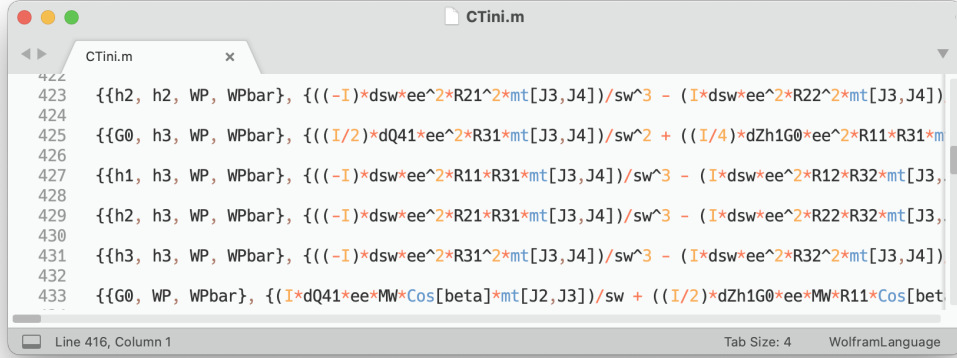 CTini.m
CTini.m ×
422
423 {{h2, h2, WP, WPbar}, {((-I)*dsw*ee^2*R21^2*mt[J3,J4])/sw^3 - (I*dsw*ee^2*R22^2*mt[J3,J4])
424
425 {{G0, h3, WP, WPbar}, {((I/2)*dQ41*ee^2*R31*mt[J3,J4])/sw^2 + ((I/4)*dZh1G0*ee^2*R11*R31*m
426
427 {{h1, h3, WP, WPbar}, {((-I)*dsw*ee^2*R11*R31*mt[J3,J4])/sw^3 - (I*dsw*ee^2*R12*R32*mt[J3,
428
429 {{h2, h3, WP, WPbar}, {((-I)*dsw*ee^2*R21*R31*mt[J3,J4])/sw^3 - (I*dsw*ee^2*R22*R32*mt[J3,
430
431 {{h3, h3, WP, WPbar}, {((-I)*dsw*ee^2*R31^2*mt[J3,J4])/sw^3 - (I*dsw*ee^2*R32^2*mt[J3,J4])
432
433 {{G0, WP, WPbar}, {(I*dQ41*ee*MW*Cos[beta]*mt[J2,J3])/sw + ((I/2)*dZh1G0*ee*MW*R11*Cos[bet
Line 416, Column 1 Tab Size: 4 WolframLanguage